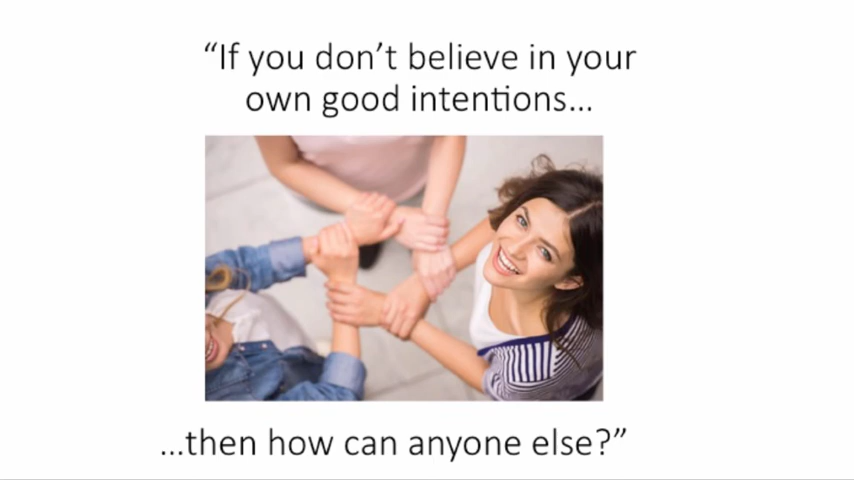 “If you don’t believe in your
own good intentions...
...then how can anyone else?”